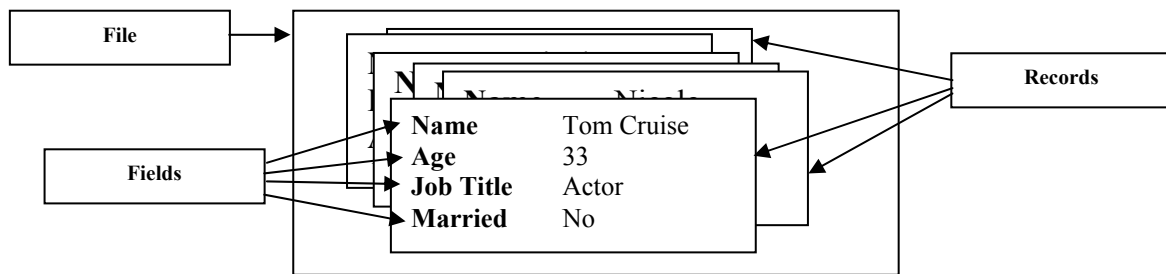 File
Records
Fields
Name Tom Cruise
Age 33
Job Title Actor
Married No